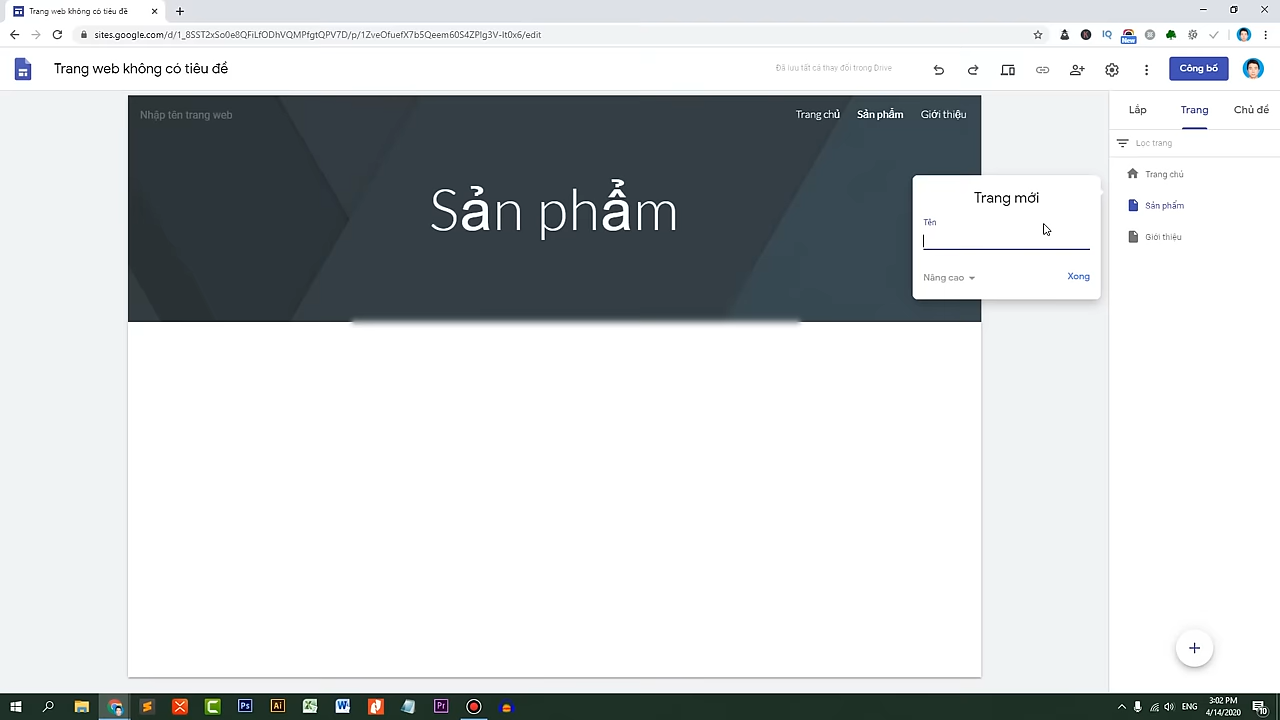 Trang web không có tiêu đề
sites.google.com/d/1_8SST2xSo0e8QFiLfODhVQMPfgtQPV7D/p/1ZveOfuefX7b5Qeem60S4ZPlg3V-It0x6/edit
IQ
New
Trang web không có tiêu đề
Đã lưu tất cả thay đổi trong Drive
Công bố
Nhập tên trang web
Trang chủ
Sản phẩm
Giới thiệu
Lắp
Trang
Chủ đề
Lọc trang
Trang chủ
Sản phẩm
Giới thiệu
Sản phẩm
Trang mới
Tên
Nâng cao
Xong
ENG
3:02 PM
4/14/2020